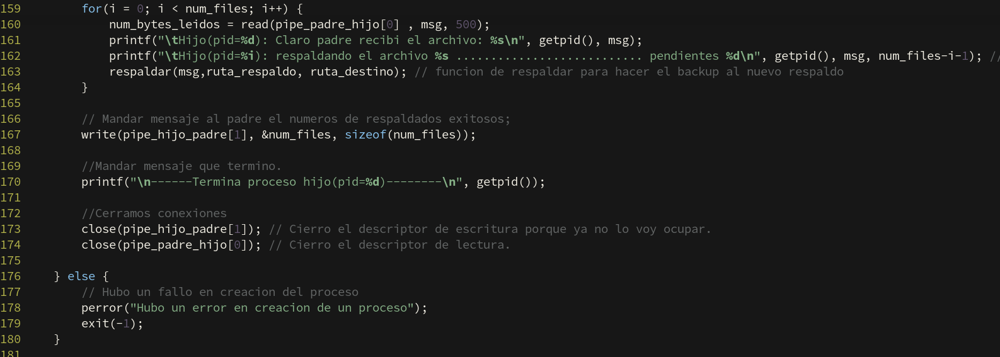 159         for(i = 0; i < num_files; i++) {
160             num_bytes_leidos = read(pipe_padre_hijo[0] , msg, 500);
161             printf("\tHijo(pid=%d): Claro padre recibi el archivo: %s\n", getpid(), msg);
162             printf("\tHijo(pid=%i): respaldando el archivo %s ........................... pendientes %d\n", getpid(), msg, num_files-i-1); //
163             respaldar(msg,ruta_respaldo, ruta_destino); // funcion de respaldar para hacer el backup al nuevo respaldo
164         }
165
166         // Mandar mensaje al padre el numeros de respaldados exitosos;
167         write(pipe_hijo_padre[1], &num_files, sizeof(num_files));
168
169         //Mandar mensaje que termino.
170         printf("\n------Termina proceso hijo(pid=%d)--------\n", getpid());
171
172         //Cerramos conexiones
173         close(pipe_hijo_padre[1]); // Cierro el descriptor de escritura porque ya no lo voy ocupar.
174         close(pipe_padre_hijo[0]); // Cierro el descriptor de lectura.
175
176     } else {
177         // Hubo un fallo en creacion del proceso
178         perror("Hubo un error en creacion de un proceso");
179         exit(-1);
180     }
181